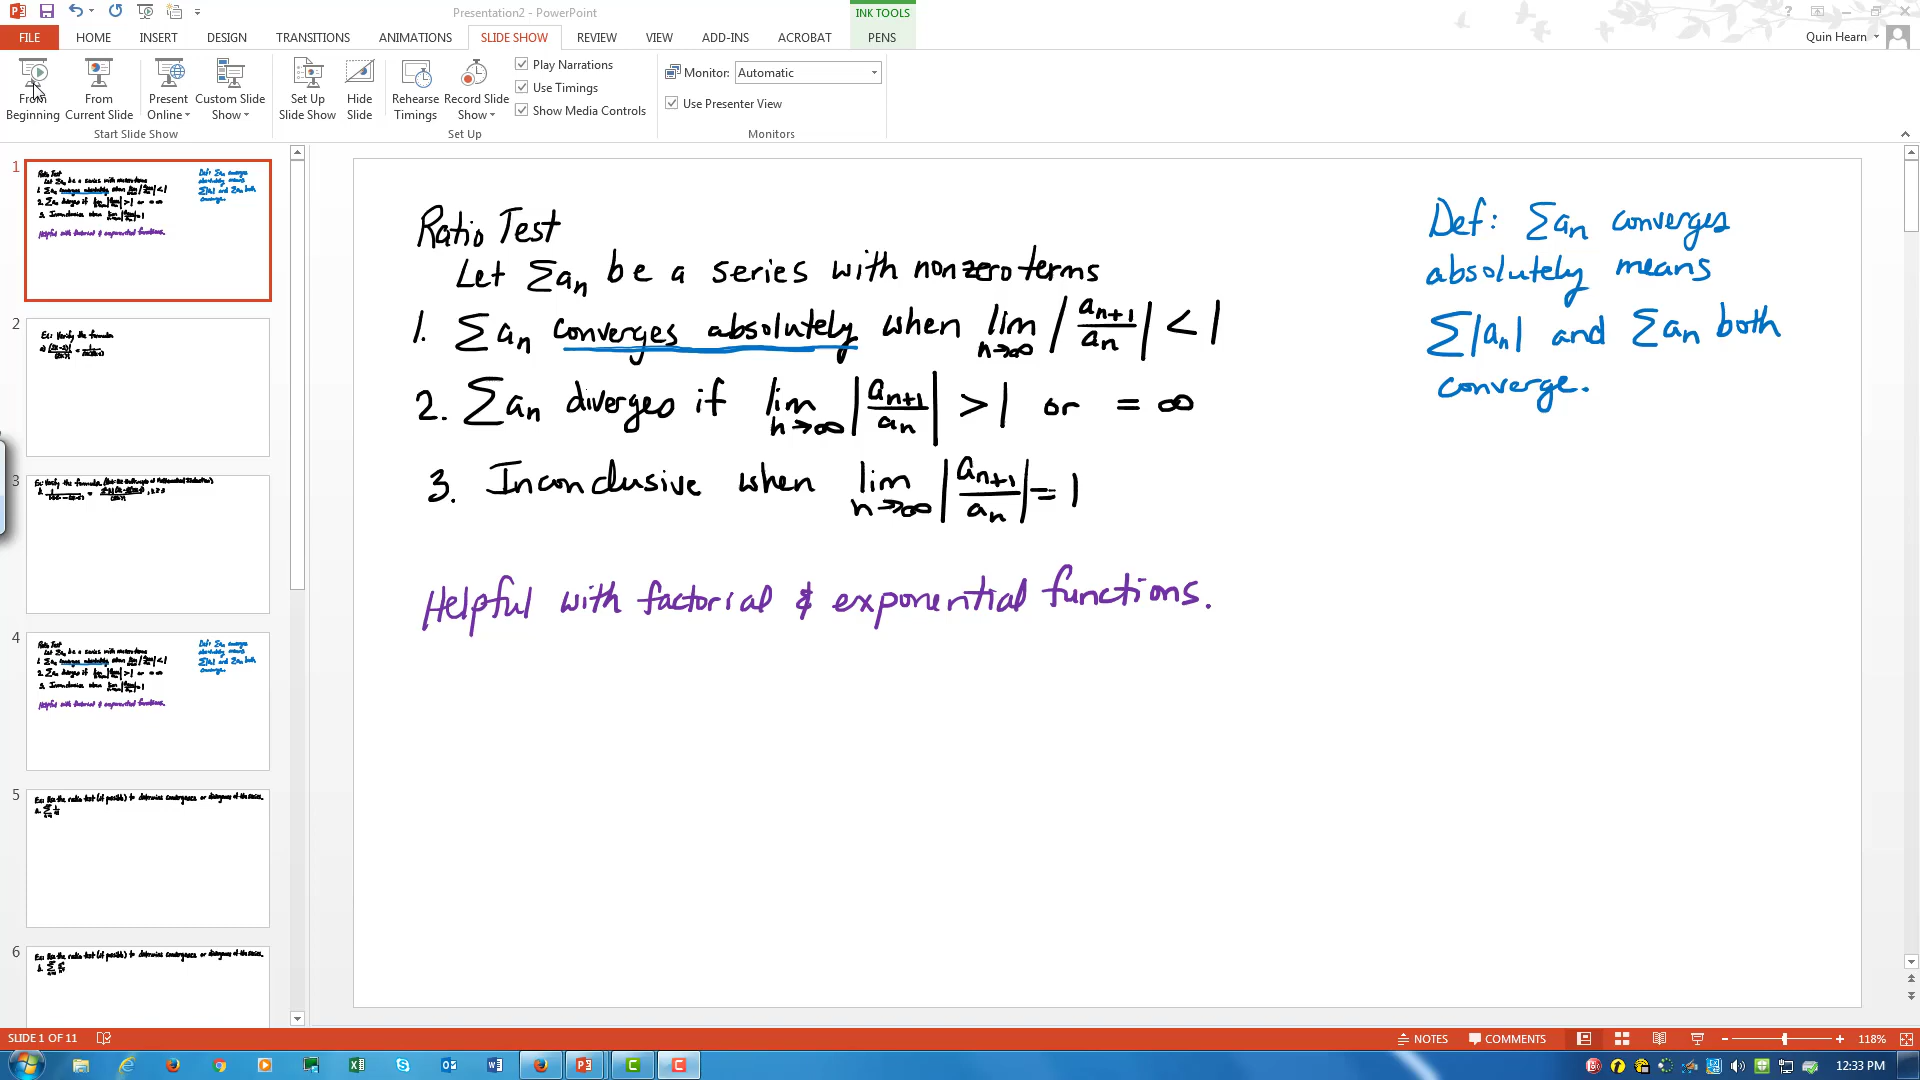 Presentation2 - PowerPoint
INK TOOLS
FILE HOME INSERT DESIGN TRANSITIONS ANIMATIONS SLIDE SHOW REVIEW VIEW ADD-INS ACROBAT PENS
Quin Hearn
From Beginning
From Current Slide
Present Online
Custom Slide Show
Start Slide Show
Set Up Slide Show
Hide Slide
Rehearse Timings
Record Slide Show
Play Narrations
Use Timings
Show Media Controls
Set Up
Monitor: Automatic
Use Presenter View
Monitors
1
2
3
4
5
6
Ratio Test
Let Σaₙ be a series with nonzero terms
1. Σaₙ converges absolutely when lim n→∞ |aₙ₊₁/aₙ| < 1
2. Σaₙ diverges if lim n→∞ |aₙ₊₁/aₙ| > 1 or = ∞
3. Inconclusive when lim n→∞ |aₙ₊₁/aₙ| = 1
Helpful with factorial & exponential functions.
Def: Σaₙ converges
absolutely means
Σ|aₙ| and Σaₙ both
converge.
SLIDE 1 OF 11
NOTES COMMENTS 118%
12:33 PM